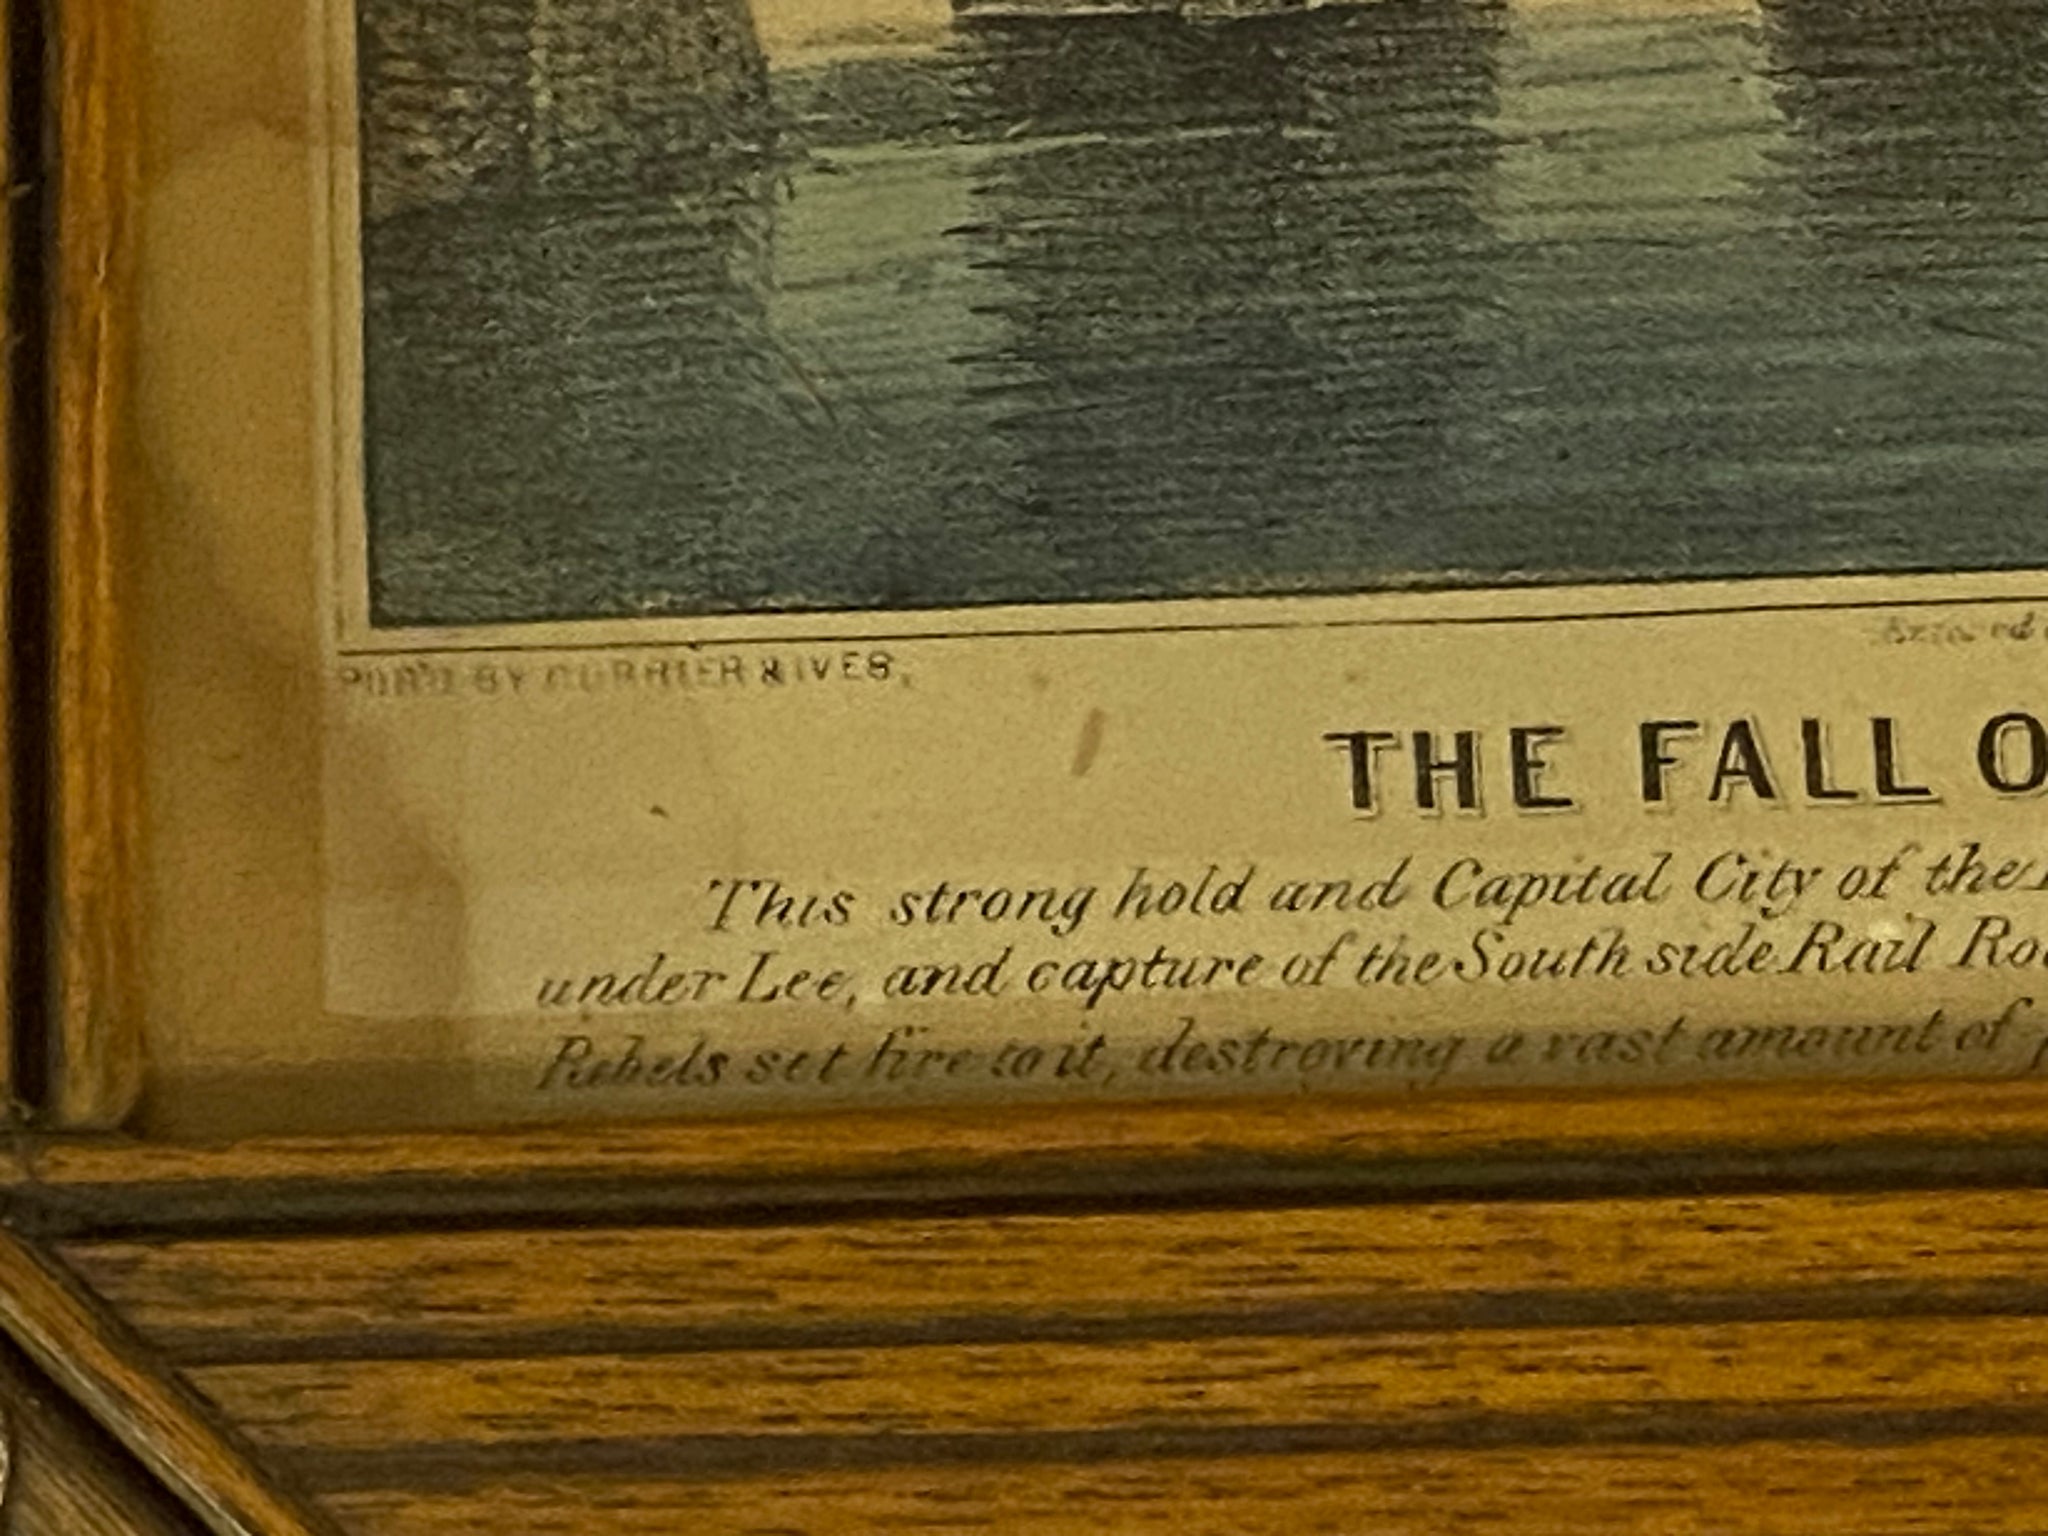 PUB'D BY CURRIER & IVES,
Entered
THE FALL O
This strong hold and Capital City of the
under Lee, and capture of the South side Rail Ro
Rebels set fire to it, destroying a vast amount of